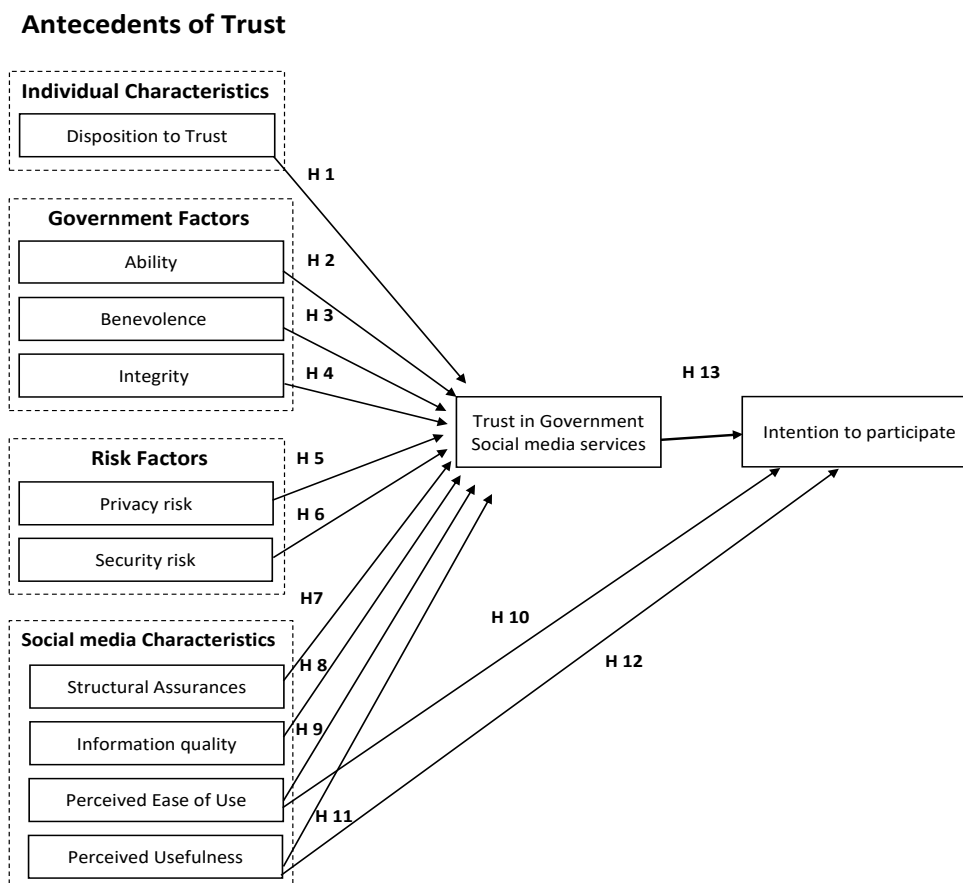 Antecedents of Trust
Individual Characteristics
Disposition to Trust
H 1
Government Factors
Ability
H 2
Benevolence
H 3
Integrity
H 4
Trust in Government
Social media services
H 13
Intention to participate
Risk Factors
H 5
Privacy risk
H 6
Security risk
H7
Social media Characteristics
Structural Assurances
H 8
Information quality
H 9
Perceived Ease of Use
H 10
H 11
Perceived Usefulness
H 12